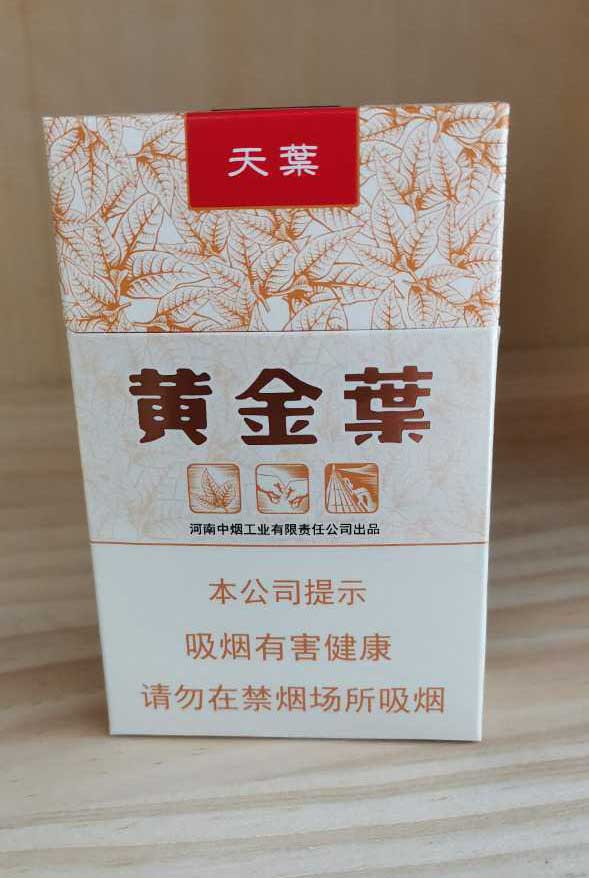 天葉
黄金葉
河南中烟工业有限责任公司出品
本公司提示
吸烟有害健康
请勿在禁烟场所吸烟